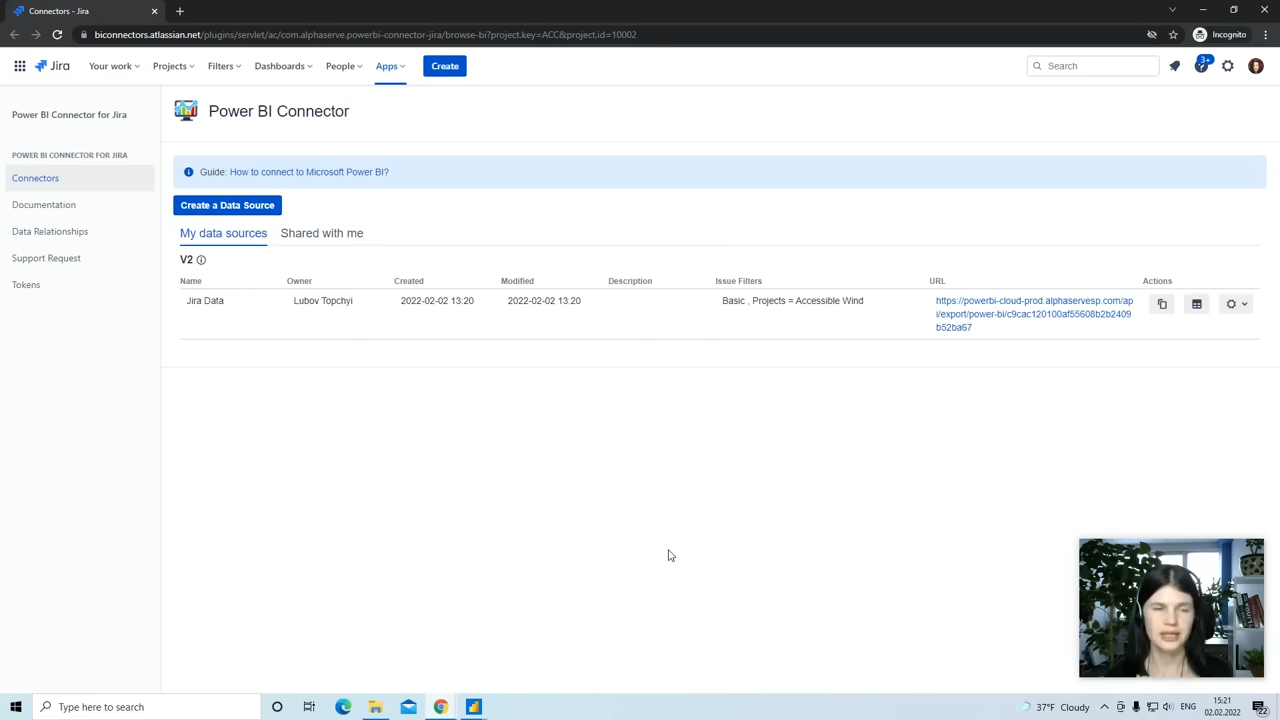 Connectors - Jira
biconnectors.atlassian.net/plugins/servlet/ac/com.alphaserve.powerbi-connector-jira/browse-bi?project.key=ACC&project.id=10002
Incognito
Jira
Your work
Projects
Filters
Dashboards
People
Apps
Create
Search
3+
Power BI Connector for Jira
POWER BI CONNECTOR FOR JIRA
Connectors
Documentation
Data Relationships
Support Request
Tokens
Power BI Connector
Guide: How to connect to Microsoft Power BI?
Create a Data Source
My data sources
Shared with me
V2
Name Owner Created Modified Description Issue Filters URL Actions
Jira Data Lubov Topchyi 2022-02-02 13:20 2022-02-02 13:20 Basic , Projects = Accessible Wind https://powerbi-cloud-prod.alphaservesp.com/ap
i/export/power-bi/c9cac120100af55608b2b2409
b52ba67
Type here to search
37°F Cloudy
ENG
15:21
02.02.2022
22